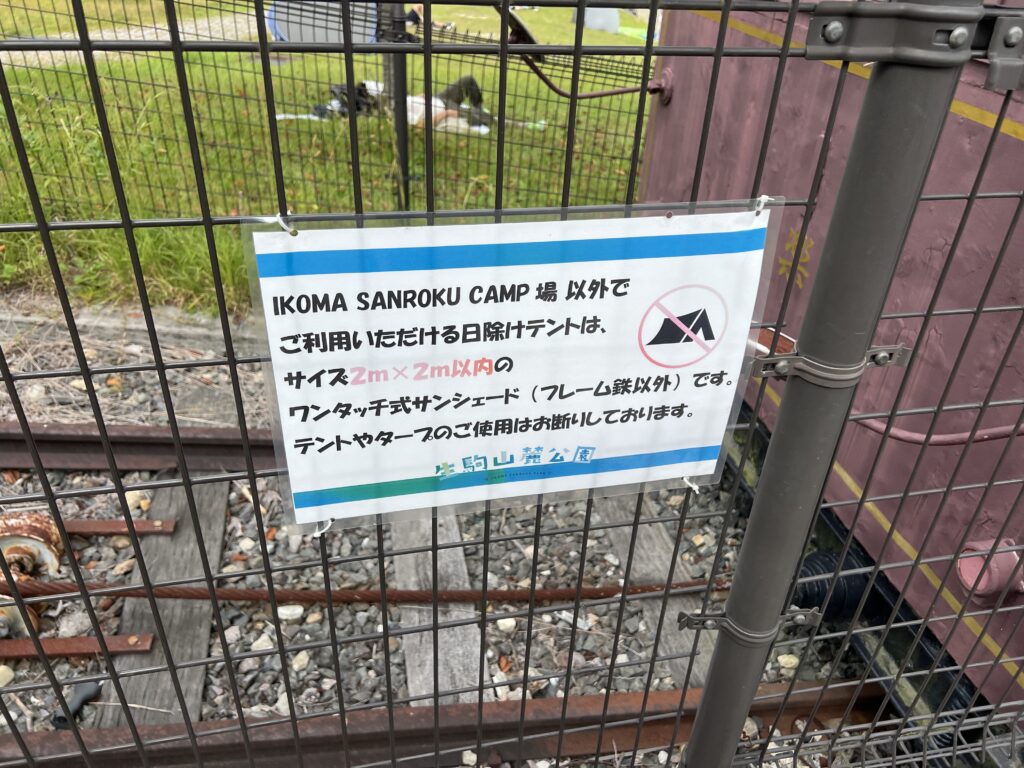 IKOMA SANROKU CAMP 場 以外で
ご利用いただける日除けテントは、
サイズ2m×2m以内の
ワンタッチ式サンシェード（フレーム鉄以外）です。
テントやタープのご使用はお断りしております。
生駒山麓公園